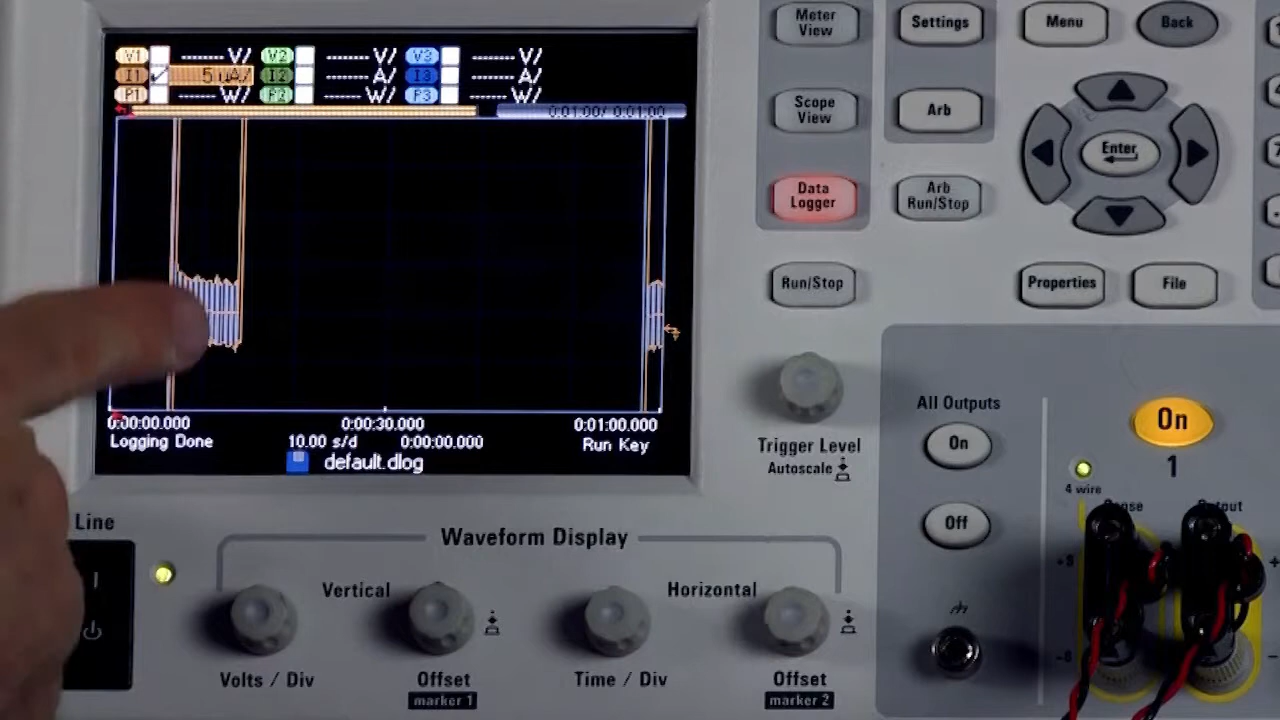 V1 ----- V/ V2 ----- V/ V3 ----- V/
I1 ✓ 5 uA/ I2 ----- A/ I3 ----- A/
P1 ----- W/ P2 ----- W/ P3 ----- W/
0:01:00/ 0:01:00
0:00:00.000 0:00:30.000 0:01:00.000
Logging Done 10.00 s/d 0:00:00.000 Run Key
default.dlog
Meter
View
Settings
Menu
Back
Scope
View
Arb
Enter
Data
Logger
Arb
Run/Stop
Run/Stop
Properties
File
Trigger Level
Autoscale
All Outputs
On
Off
On
1
4 wire
Output
Line
Waveform Display
Vertical
Horizontal
Volts / Div
Offset
marker 1
Time / Div
Offset
marker 2